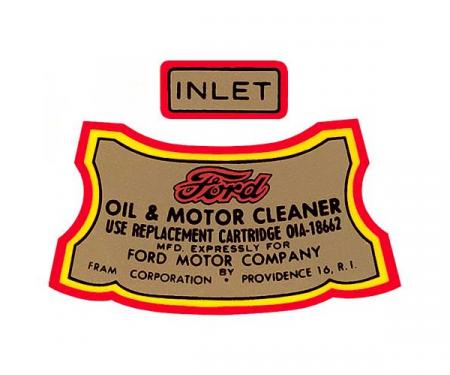 INLET
Ford
OIL & MOTOR CLEANER
USE REPLACEMENT CARTRIDGE 01A-18662
MFD. EXPRESSLY FOR
FORD MOTOR COMPANY
BY
FRAM CORPORATION • PROVIDENCE 16, R.I.